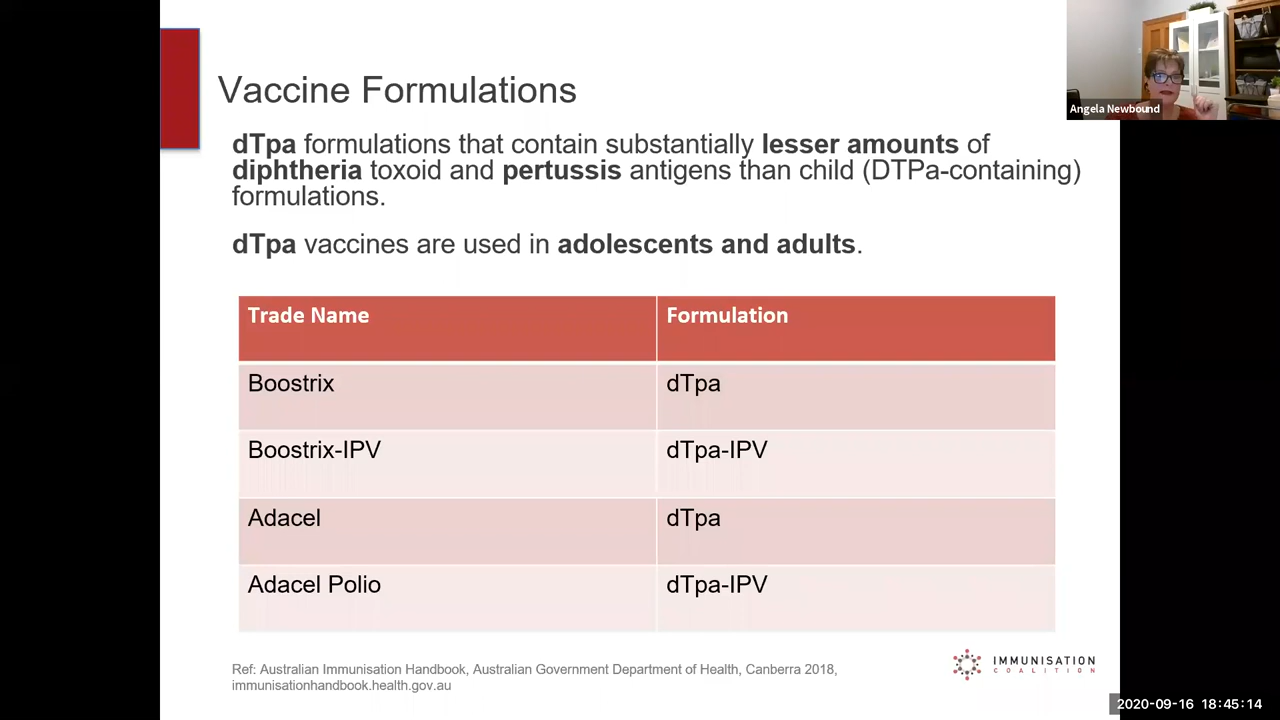 Vaccine Formulations
Angela Newbound
dTpa formulations that contain substantially lesser amounts of
diphtheria toxoid and pertussis antigens than child (DTPa-containing)
formulations.
dTpa vaccines are used in adolescents and adults.
Trade Name Formulation
Boostrix dTpa
Boostrix-IPV dTpa-IPV
Adacel dTpa
Adacel Polio dTpa-IPV
Ref: Australian Immunisation Handbook, Australian Government Department of Health, Canberra 2018,
immunisationhandbook.health.gov.au
IMMUNISATION
COALITION
2020-09-16 18:45:14